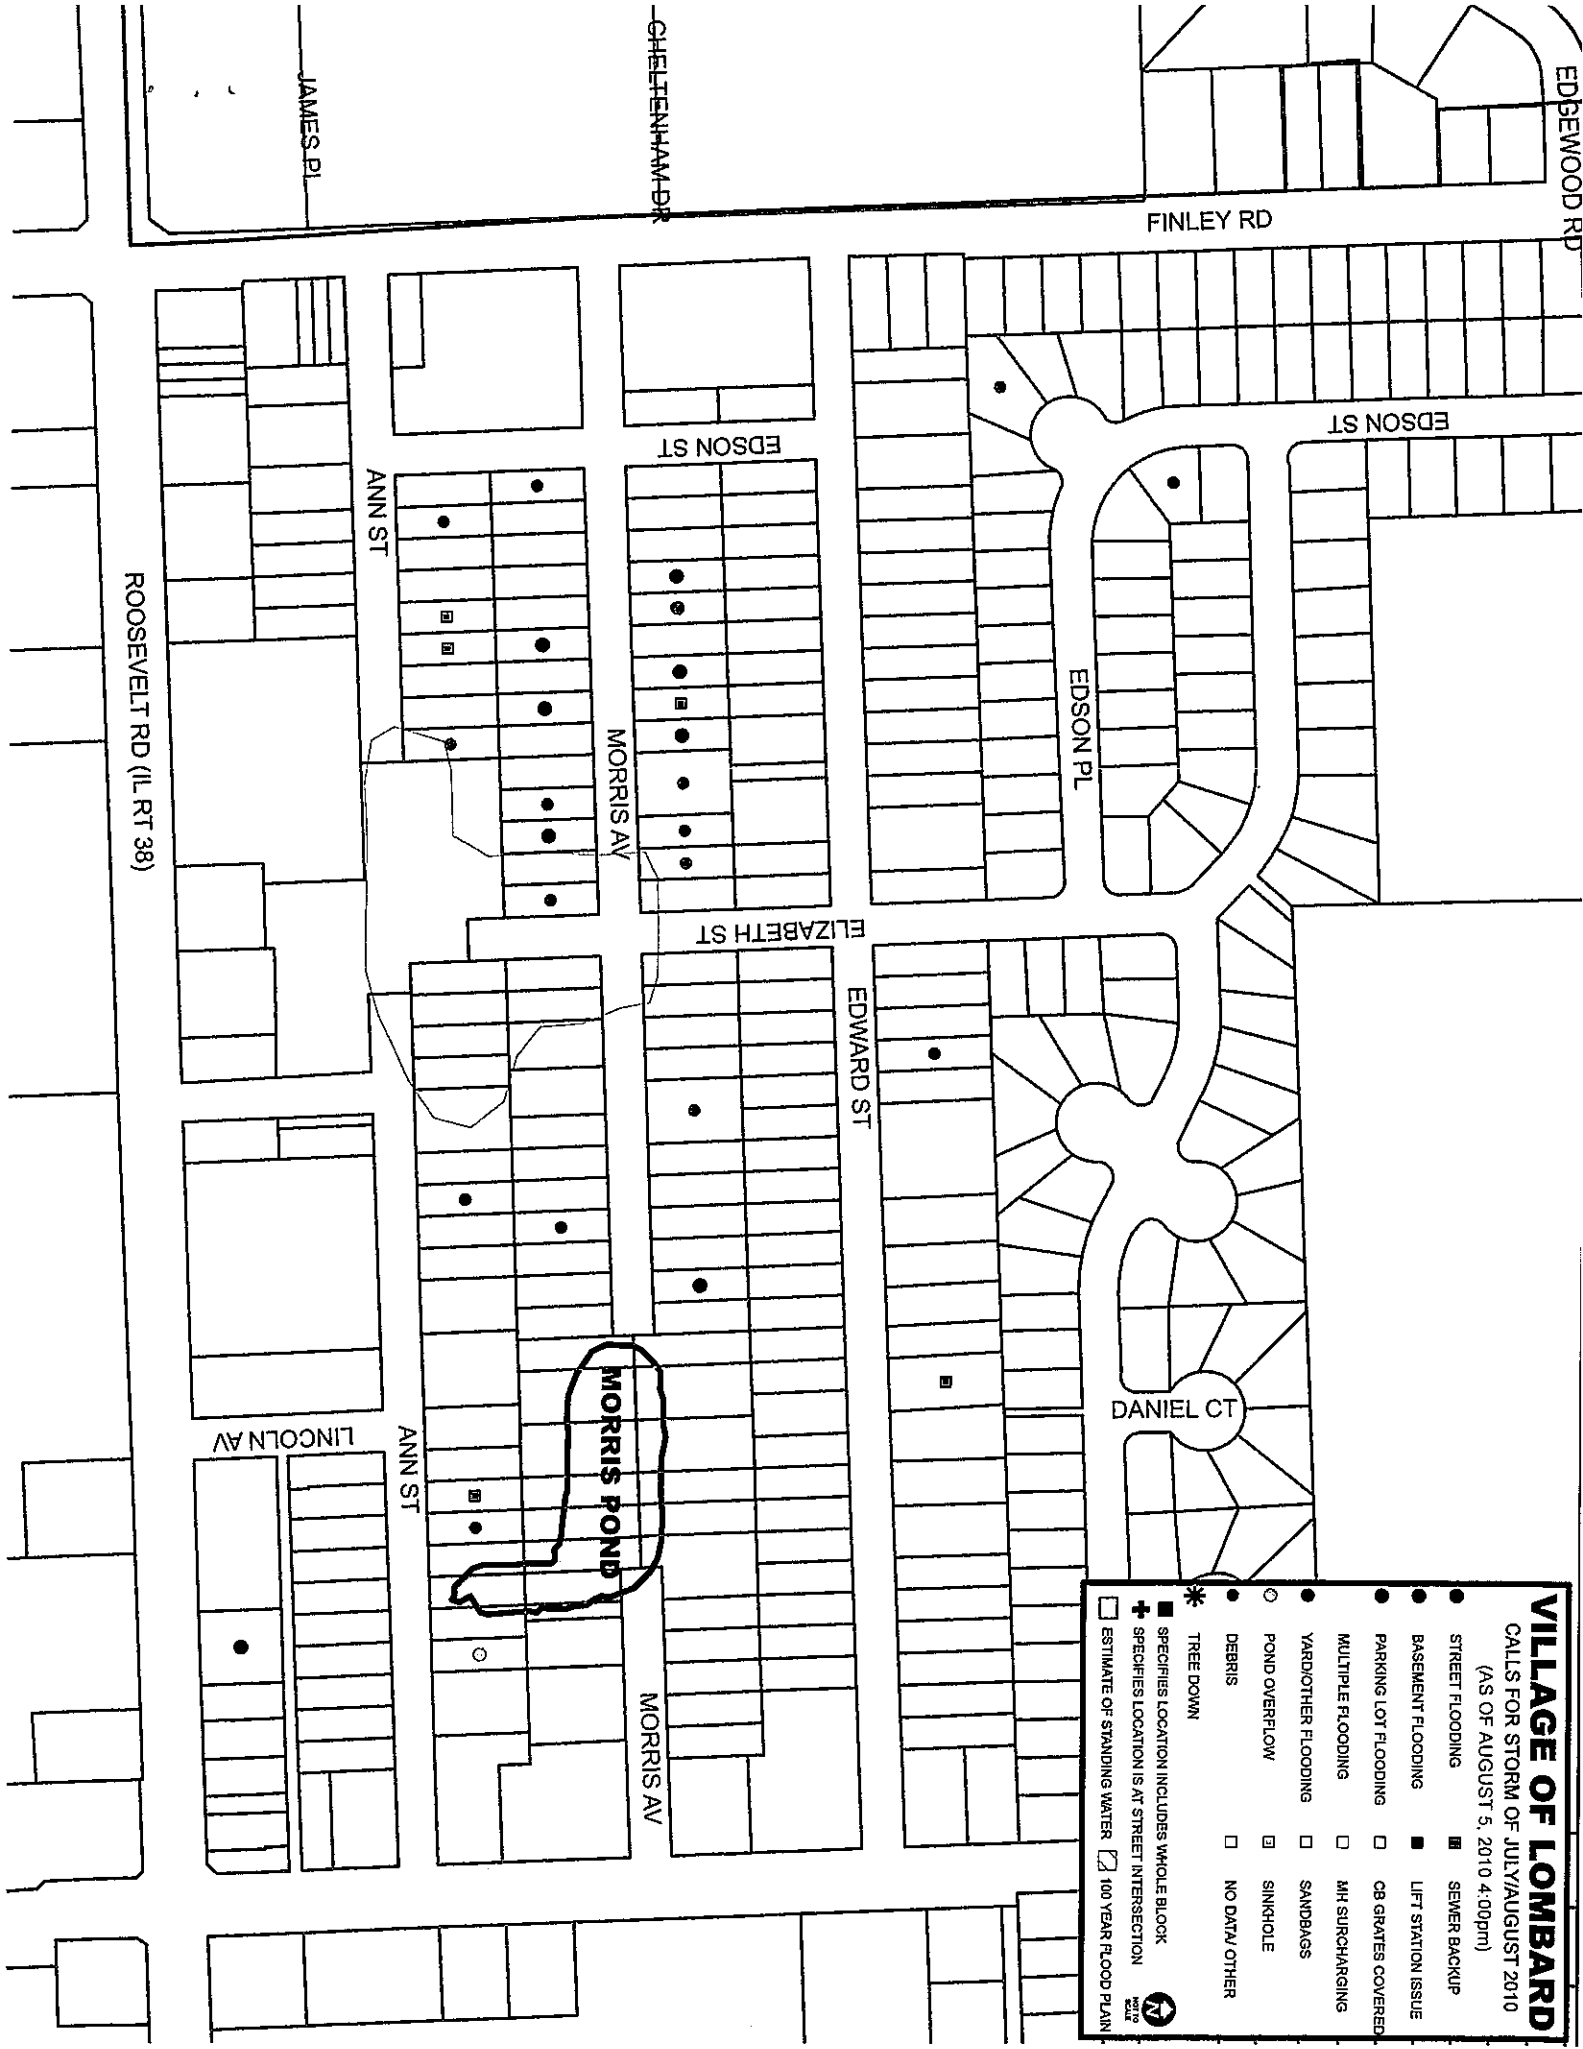 VILLAGE OF LOMBARD
CALLS FOR STORM OF JULY/AUGUST 2010
(AS OF AUGUST 5, 2010 4:00pm)
STREET FLOODING
BASEMENT FLOODING
PARKING LOT FLOODING
MULTIPLE FLOODING
YARD/OTHER FLOODING
POND OVERFLOW
DEBRIS
TREE DOWN
SEWER BACKUP
LIFT STATION ISSUE
CB GRATES COVERED
MH SURCHARGING
SANDBAGS
SINKHOLE
NO DATA/ OTHER
SPECIFIES LOCATION INCLUDES WHOLE BLOCK
SPECIFIES LOCATION IS AT STREET INTERSECTION
ESTIMATE OF STANDING WATER
100 YEAR FLOOD PLAIN
N
NOT TO
SCALE
EDGEWOOD RD
FINLEY RD
CHELTENHAM DR
JAMES PL
EDSON ST
EDSON ST
EDSON PL
ANN ST
MORRIS AV
ROOSEVELT RD (IL RT 38)
ELIZABETH ST
EDWARD ST
DANIEL CT
MORRIS POND
LINCOLN AV
ANN ST
MORRIS AV